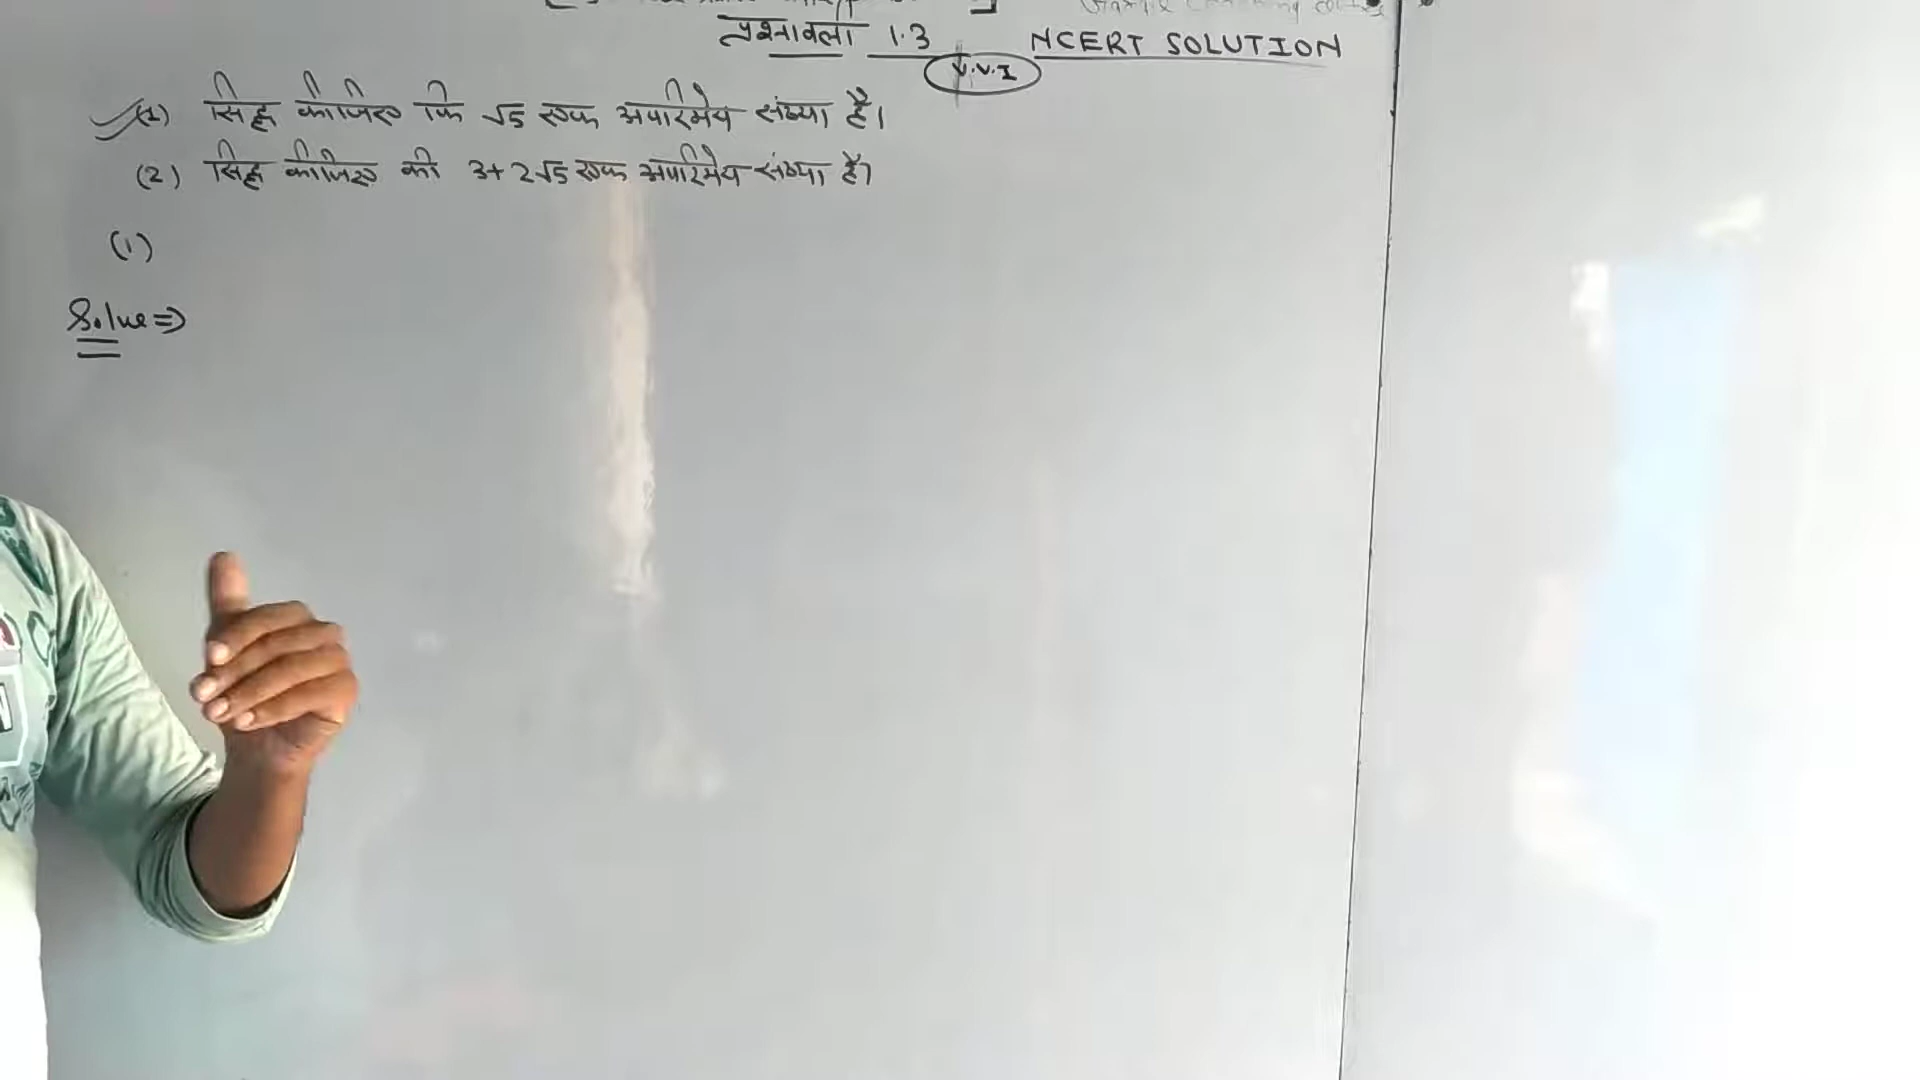 प्रश्नावली 1.3 NCERT SOLUTION
V.V.I
(1) सिद्ध कीजिए कि √5 एक अपरिमेय संख्या है।
(2) सिद्ध कीजिए की 3+2√5 एक अपरिमेय संख्या है।
(1)
Solve ⇒